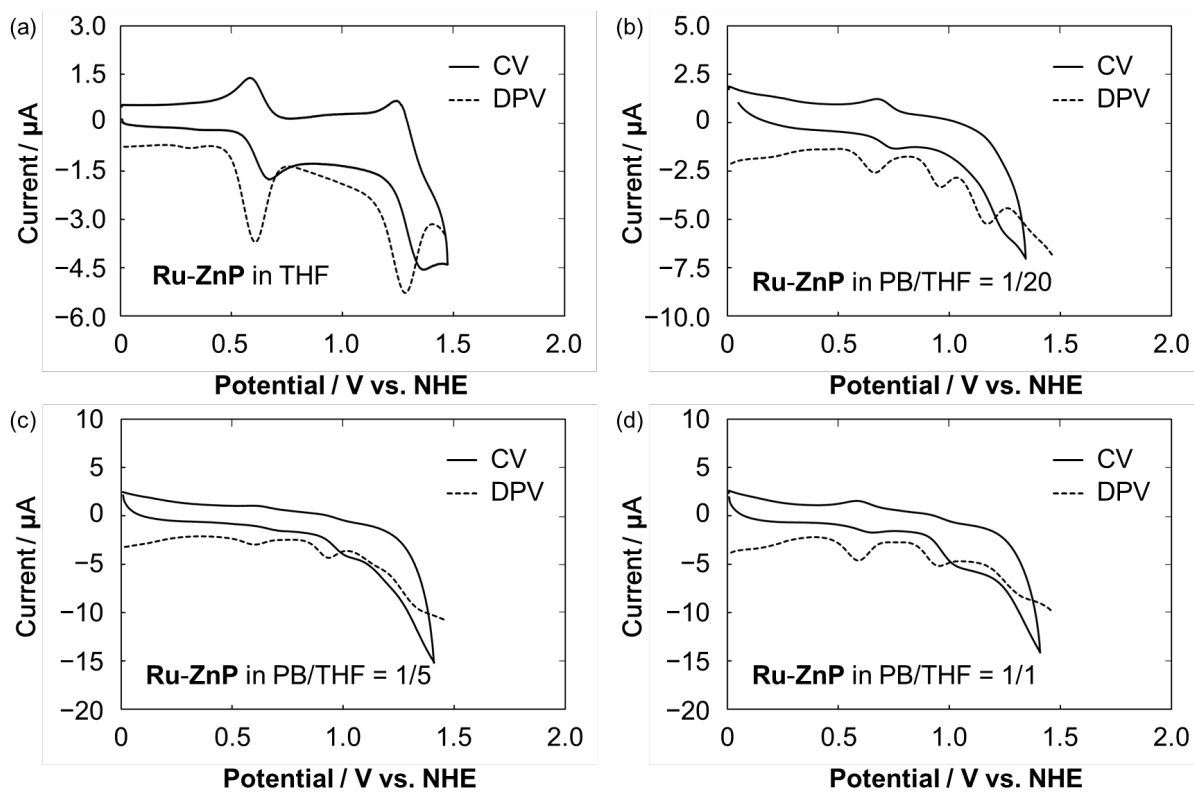 (a)
3.0
1.5
0
−1.5
−3.0
−4.5
−6.0
Current / µA
CV
DPV
Ru-ZnP in THF
0 0.5 1.0 1.5 2.0
Potential / V vs. NHE
(b)
5.0
2.5
0
−2.5
−5.0
−7.5
−10.0
Current / µA
CV
DPV
Ru-ZnP in PB/THF = 1/20
0 0.5 1.0 1.5 2.0
Potential / V vs. NHE
(c)
10
5
0
−5
−10
−15
−20
Current / µA
CV
DPV
Ru-ZnP in PB/THF = 1/5
0 0.5 1.0 1.5 2.0
Potential / V vs. NHE
(d)
10
5
0
−5
−10
−15
−20
Current / µA
CV
DPV
Ru-ZnP in PB/THF = 1/1
0 0.5 1.0 1.5 2.0
Potential / V vs. NHE